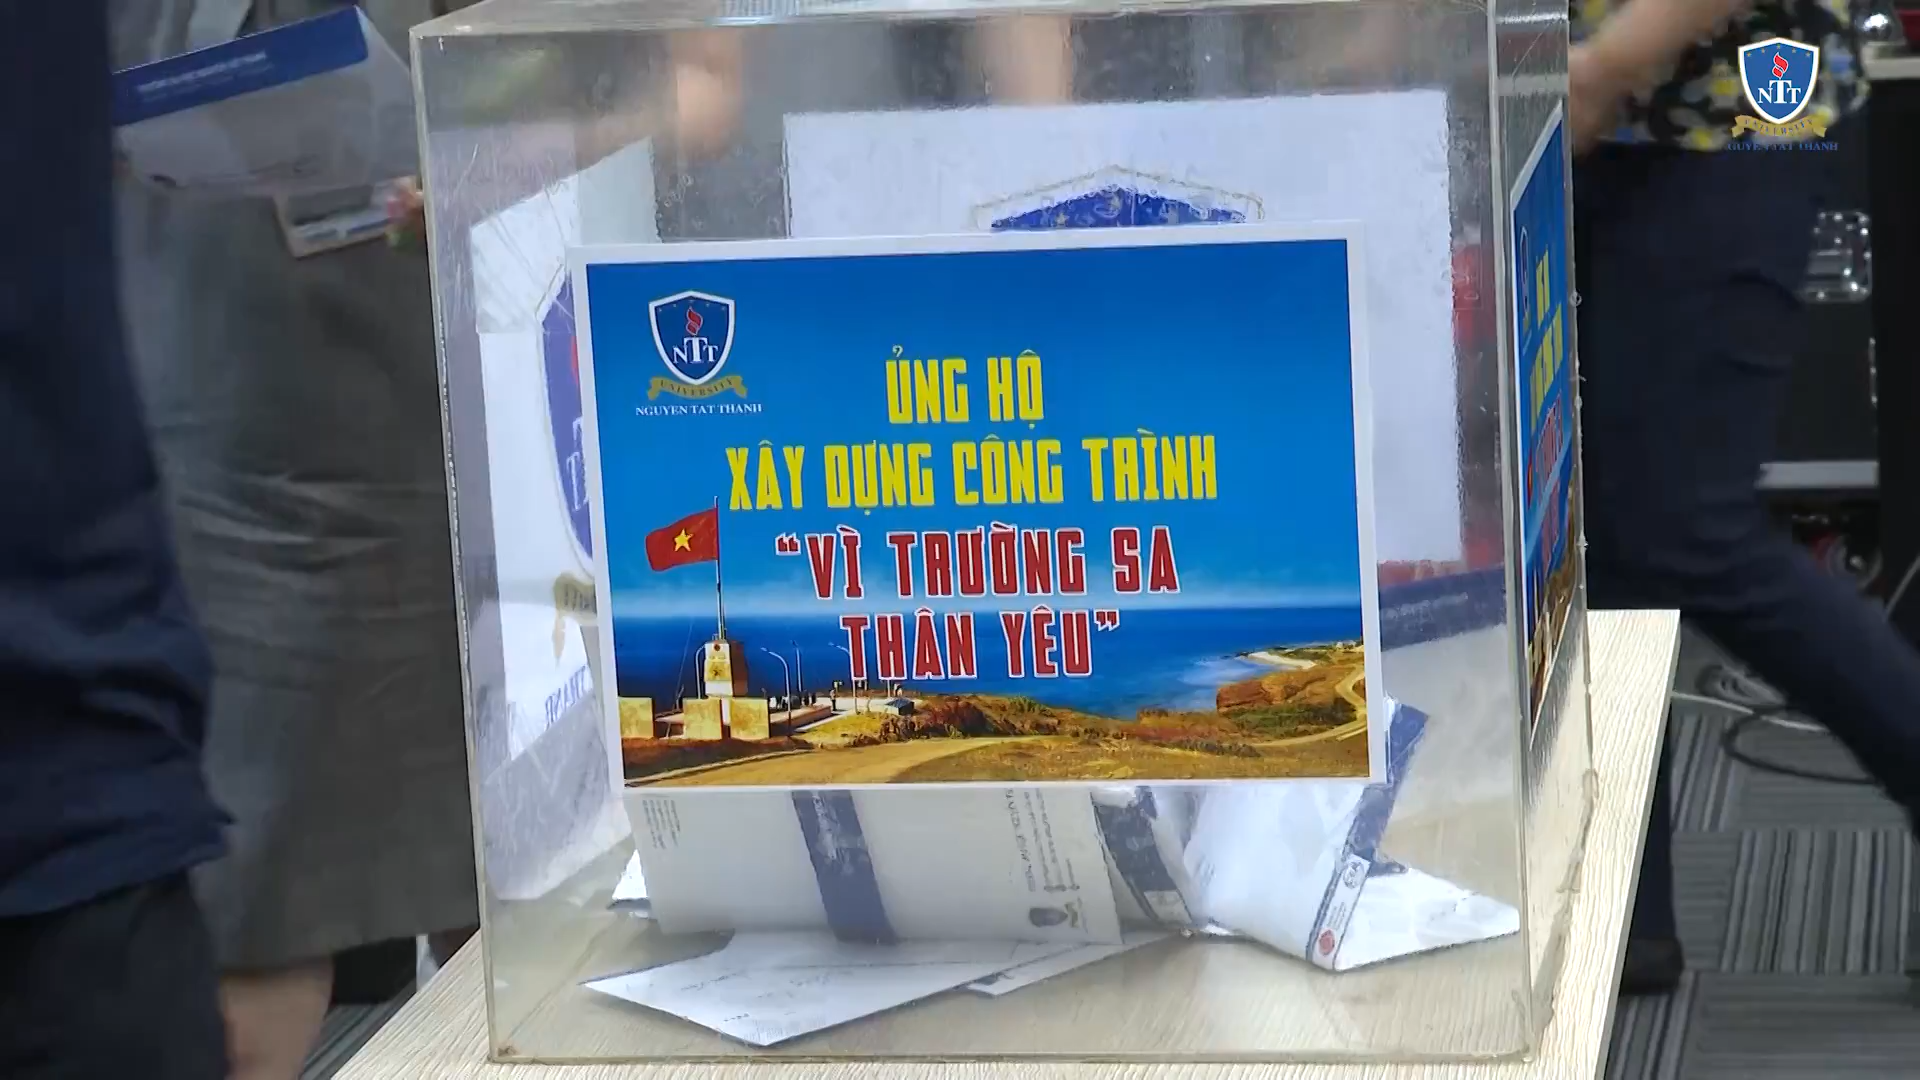 NTT
UNIVERSITY
NGUYEN TAT THANH
NTT
UNIVERSITY
NGUYEN TAT THANH
ỦNG HỘ
XÂY DỰNG CÔNG TRÌNH
“VÌ TRƯỜNG SA
THÂN YÊU”